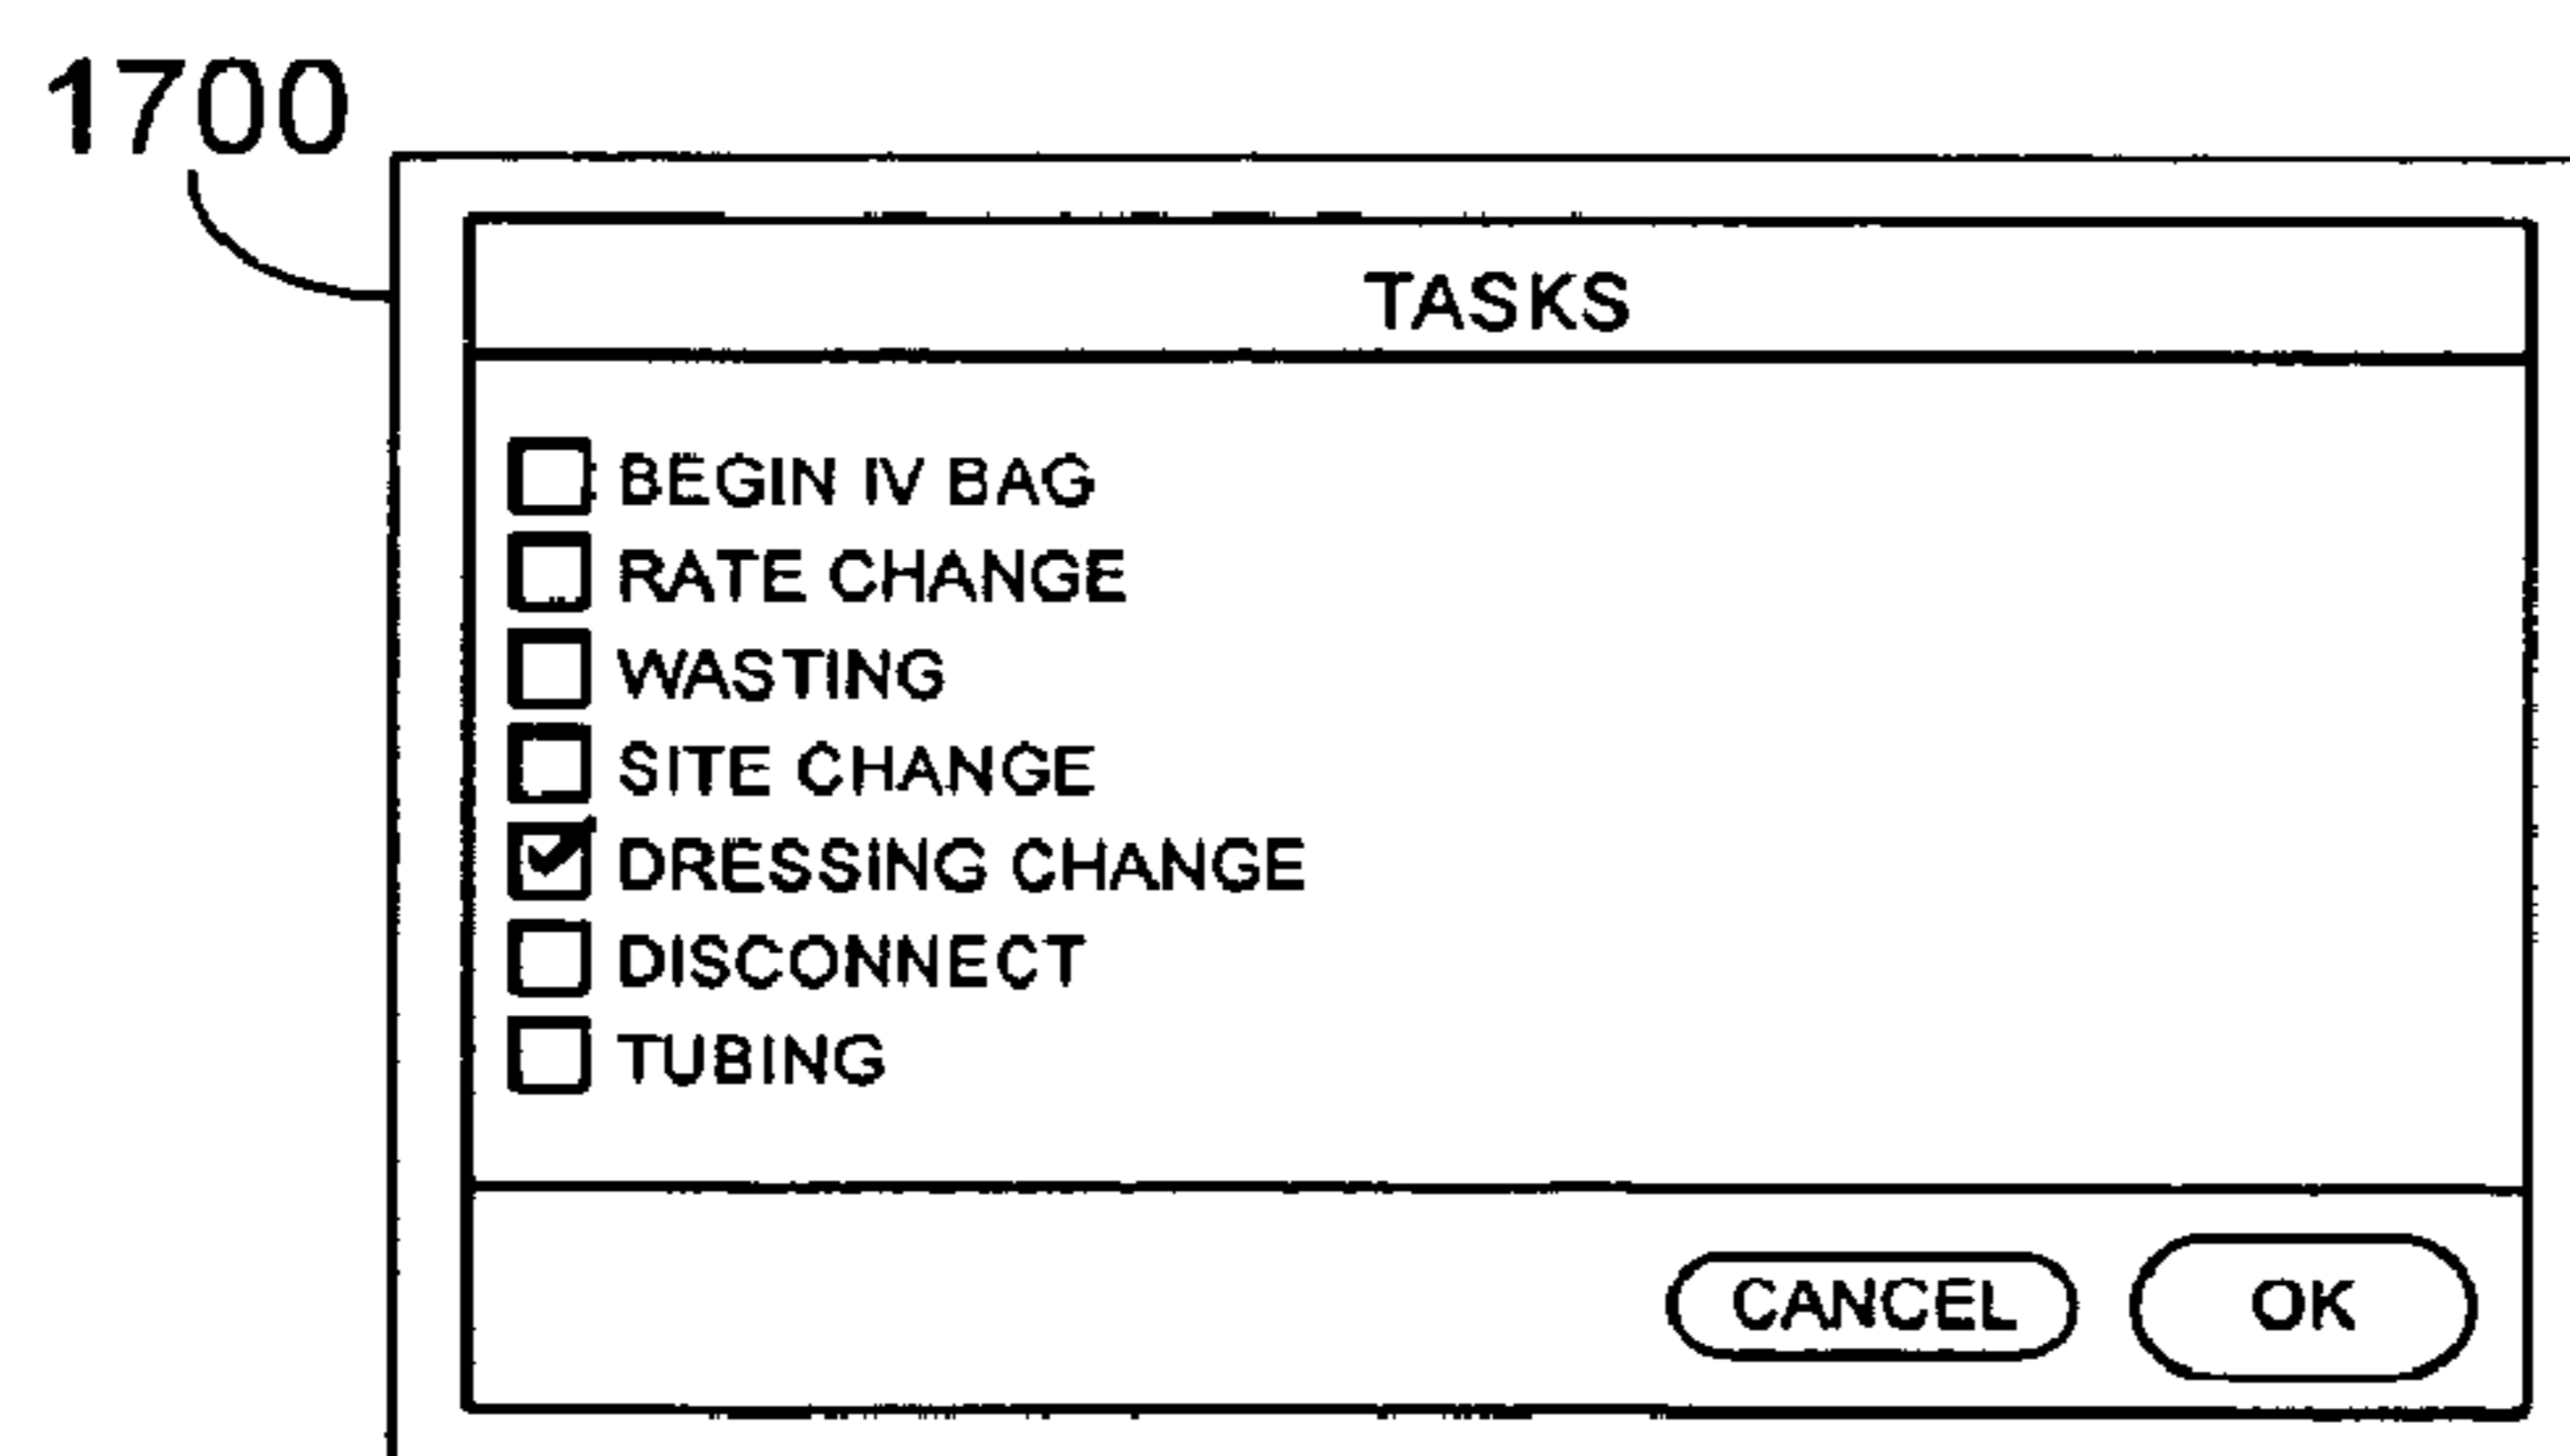 1700
TASKS
BEGIN IV BAG
RATE CHANGE
WASTING
SITE CHANGE
DRESSING CHANGE
DISCONNECT
TUBING
CANCEL OK